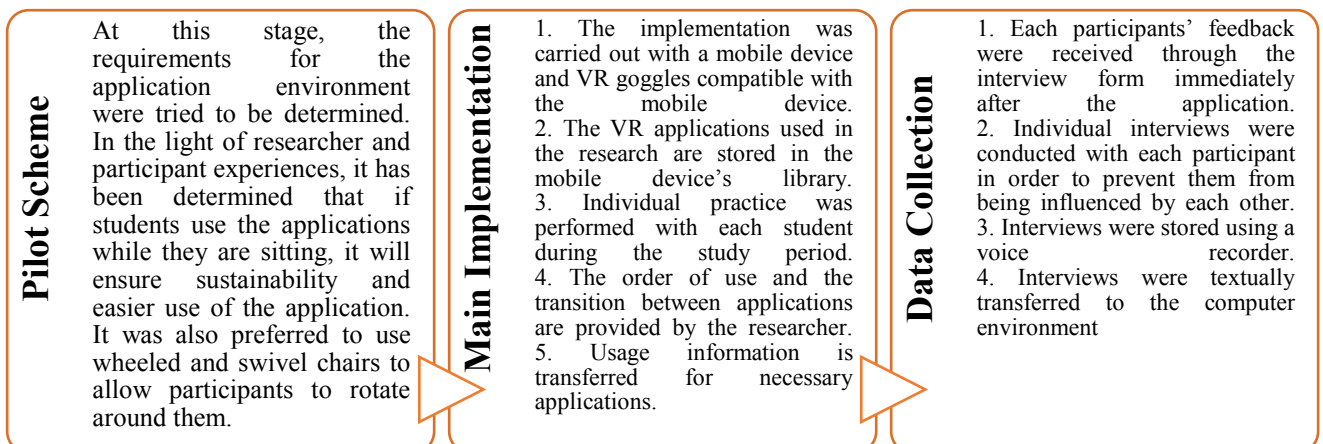 Pilot Scheme
At this stage, the
requirements for the
application environment
were tried to be determined.
In the light of researcher and
participant experiences, it has
been determined that if
students use the applications
while they are sitting, it will
ensure sustainability and
easier use of the application.
It was also preferred to use
wheeled and swivel chairs to
allow participants to rotate
around them.
Main Implementation
1. The implementation was
carried out with a mobile device
and VR goggles compatible with
the mobile device.
2. The VR applications used in
the research are stored in the
mobile device’s library.
3. Individual practice was
performed with each student
during the study period.
4. The order of use and the
transition between applications
are provided by the researcher.
5. Usage information is
transferred for necessary
applications.
Data Collection
1. Each participants’ feedback
were received through the
interview form immediately
after the application.
2. Individual interviews were
conducted with each participant
in order to prevent them from
being influenced by each other.
3. Interviews were stored using a
voice recorder.
4. Interviews were textually
transferred to the computer
environment